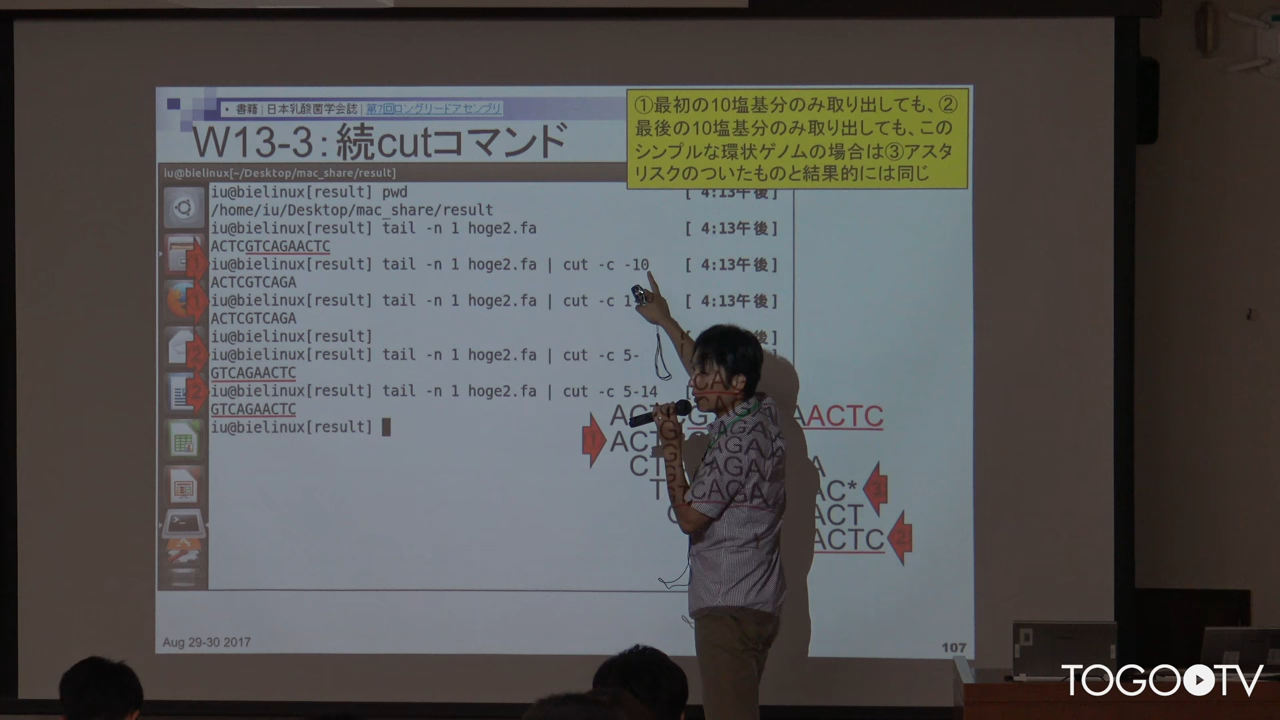 • 書籍 | 日本乳酸菌学会誌 | 第7回ロングリードアセンブリ
W13-3：続cutコマンド
①最初の10塩基分のみ取り出しても、②
最後の10塩基分のみ取り出しても、この
シンプルな環状ゲノムの場合は③アスタ
リスクのついたものと結果的には同じ
iu@bielinux[~/Desktop/mac_share/result]
iu@bielinux[result] pwd [ 4:13午後]
/home/iu/Desktop/mac_share/result
iu@bielinux[result] tail -n 1 hoge2.fa [ 4:13午後]
ACTCGTCAGAACTC
iu@bielinux[result] tail -n 1 hoge2.fa | cut -c -10 [ 4:13午後]
ACTCGTCAGA
iu@bielinux[result] tail -n 1 hoge2.fa | cut -c [ 4:13午後]
ACTCGTCAGA
iu@bielinux[result]
iu@bielinux[result] tail -n 1 hoge2.fa | cut -c 5-
GTCAGAACTC
iu@bielinux[result] tail -n 1 hoge2.fa | cut -c 5-14
GTCAGAACTC
iu@bielinux[result]
AACTC
AC*
ACT
ACTC
Aug 29-30 2017
107
TOGO TV